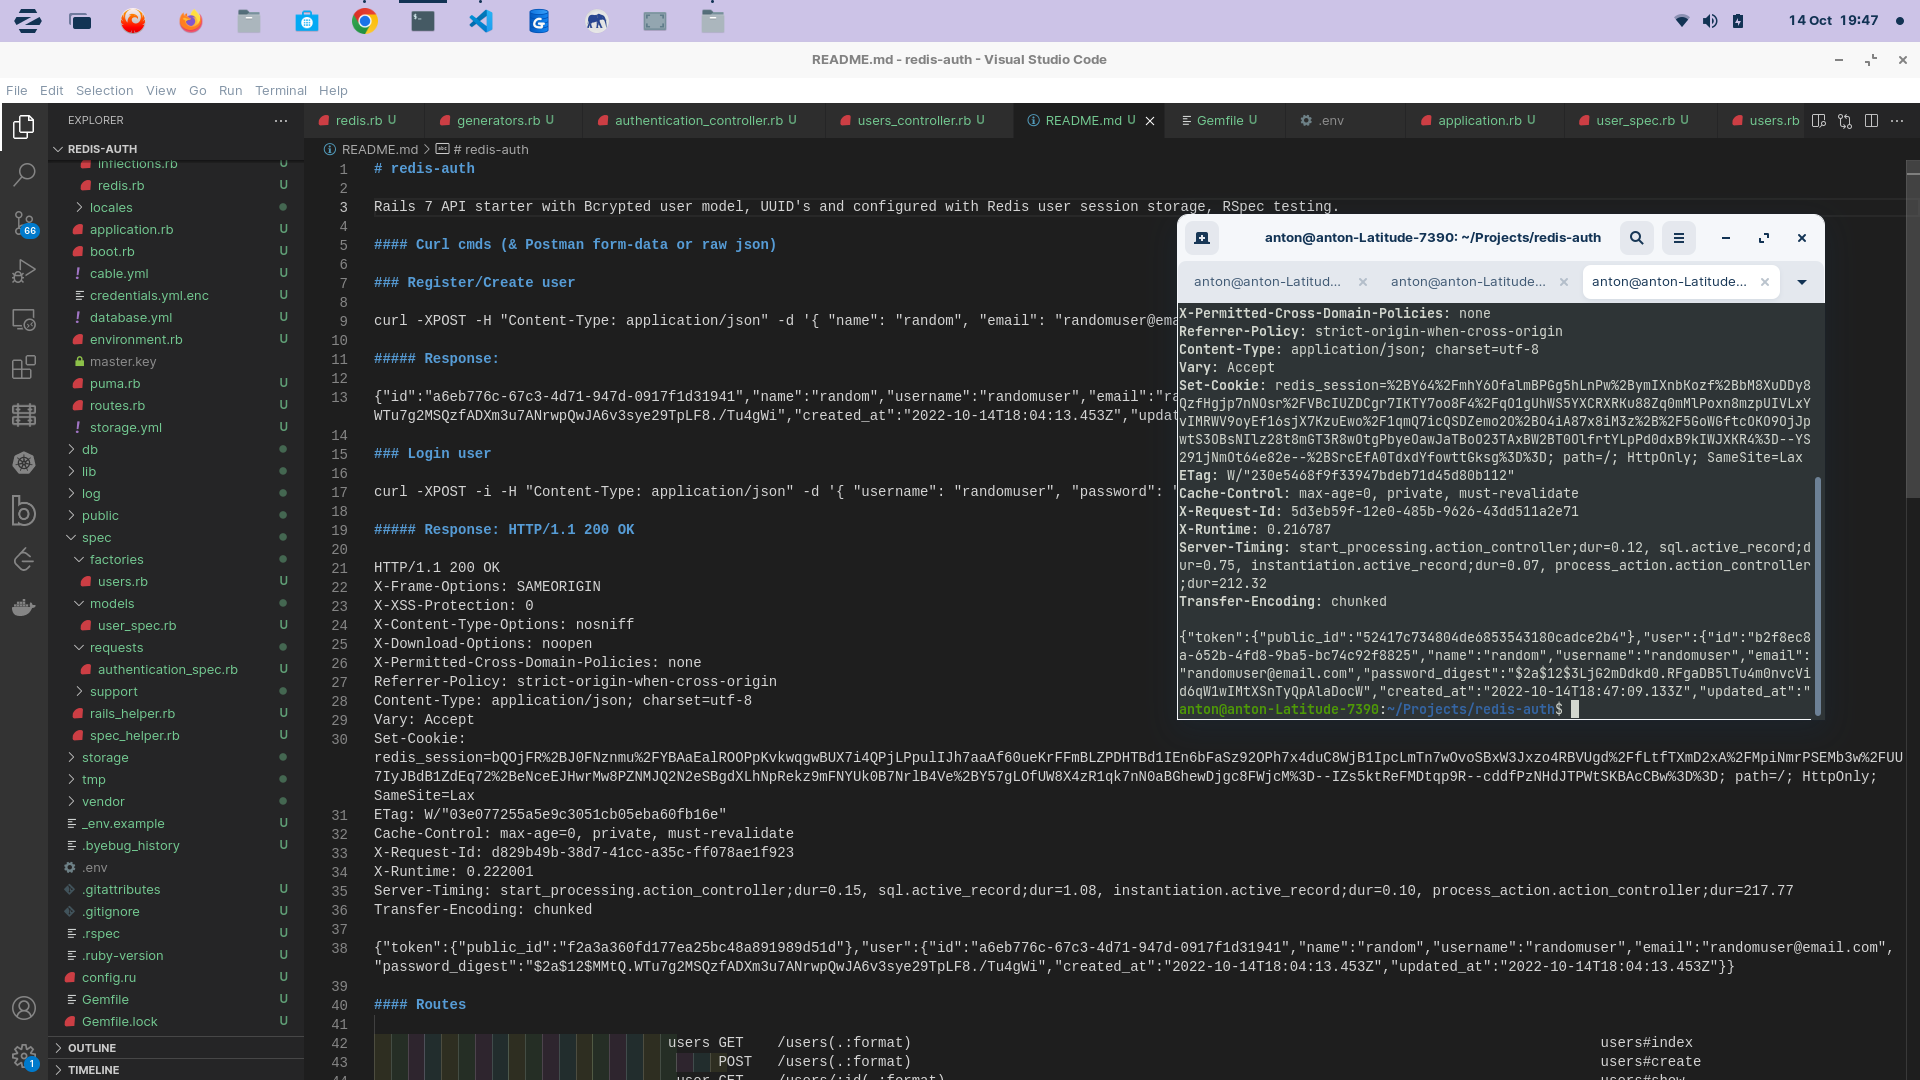 14 Oct 19:47
README.md - redis-auth - Visual Studio Code
File Edit Selection View Go Run Terminal Help
EXPLORER
REDIS-AUTH
inflections.rb U
redis.rb U
locales
application.rb U
boot.rb U
cable.yml U
credentials.yml.enc U
database.yml U
environment.rb U
master.key
puma.rb U
routes.rb U
storage.yml U
db
lib
log
public
spec
factories
users.rb U
models
user_spec.rb U
requests
authentication_spec.rb U
support
rails_helper.rb U
spec_helper.rb U
storage
tmp
vendor
_env.example U
.byebug_history U
.env
.gitattributes U
.gitignore U
.rspec U
.ruby-version U
config.ru U
Gemfile U
Gemfile.lock U
OUTLINE
TIMELINE
66
1
redis.rb U generators.rb U authentication_controller.rb U users_controller.rb U README.md U Gemfile U .env application.rb U user_spec.rb U users.rb
README.md > # redis-auth
1 # redis-auth
2
3 Rails 7 API starter with Bcrypted user model, UUID's and configured with Redis user session storage, RSpec testing.
4
5 #### Curl cmds (& Postman form-data or raw json)
6
7 ### Register/Create user
8
9 curl -XPOST -H "Content-Type: application/json" -d '{ "name": "random", "email": "randomuser@ema
10
11 ##### Response:
12
13 {"id":"a6eb776c-67c3-4d71-947d-0917f1d31941","name":"random","username":"randomuser","email":"ra
WTu7g2MSQzfADXm3u7ANrwpQwJA6v3sye29TpLF8./Tu4gWi","created_at":"2022-10-14T18:04:13.453Z","updat
14
15 ### Login user
16
17 curl -XPOST -i -H "Content-Type: application/json" -d '{ "username": "randomuser", "password": "
18
19 ##### Response: HTTP/1.1 200 OK
20
21 HTTP/1.1 200 OK
22 X-Frame-Options: SAMEORIGIN
23 X-XSS-Protection: 0
24 X-Content-Type-Options: nosniff
25 X-Download-Options: noopen
26 X-Permitted-Cross-Domain-Policies: none
27 Referrer-Policy: strict-origin-when-cross-origin
28 Content-Type: application/json; charset=utf-8
29 Vary: Accept
30 Set-Cookie:
redis_session=bQOjFR%2BJ0FNznmu%2FYBAaEalROOPpKvkwqgwBUX7i4QPjLPpulIJh7aaAf60ueKrFFmBLZPDHTBd1IEn6bFaSz92OPh7x4duC8WjB1IpcLmTn7wOvoSBxW3Jxzo4RBVUgd%2FfLtfTXmD2xA%2FMpiNmrPSEMb3w%2FUU
7IyJBdB1ZdEq72%2BeNceEJHwrMw8PZNMJQ2N2eSBgdXLhNpRekz9mFNYUk0B7NrlB4Ve%2BY57gLOfUW8X4zR1qk7nN0aBGhewDjgc8FWjcM%3D--IZs5ktReFMDtqp9R--cddfPzNHdJTPWtSKBAcCBw%3D%3D; path=/; HttpOnly;
SameSite=Lax
31 ETag: W/"03e077255a5e9c3051cb05eba60fb16e"
32 Cache-Control: max-age=0, private, must-revalidate
33 X-Request-Id: d829b49b-38d7-41cc-a35c-ff078ae1f923
34 X-Runtime: 0.222001
35 Server-Timing: start_processing.action_controller;dur=0.15, sql.active_record;dur=1.08, instantiation.active_record;dur=0.10, process_action.action_controller;dur=217.77
36 Transfer-Encoding: chunked
37
38 {"token":{"public_id":"f2a3a360fd177ea25bc48a891989d51d"},"user":{"id":"a6eb776c-67c3-4d71-947d-0917f1d31941","name":"random","username":"randomuser","email":"randomuser@email.com",
"password_digest":"$2a$12$MMtQ.WTu7g2MSQzfADXm3u7ANrwpQwJA6v3sye29TpLF8./Tu4gWi","created_at":"2022-10-14T18:04:13.453Z","updated_at":"2022-10-14T18:04:13.453Z"}}
39
40 #### Routes
41
42 users GET /users(.:format) users#index
43 POST /users(.:format) users#create
44 user GET /users/:id(.:format) users#show
anton@anton-Latitude-7390: ~/Projects/redis-auth
anton@anton-Latitud... anton@anton-Latitude... anton@anton-Latitude...
X-Permitted-Cross-Domain-Policies: none
Referrer-Policy: strict-origin-when-cross-origin
Content-Type: application/json; charset=utf-8
Vary: Accept
Set-Cookie: redis_session=%2BY64%2FmhY6OfalmBPGg5hLnPw%2BymIXnbKozf%2BbM8XuDDy8
QzfHgjp7nNOsr%2FVBcIUZDCgr7IKTY7oo8F4%2FqO1gUhWS5YXCRXRKu88Zq0mMlPoxn8mzpUIVLxY
vIMRWV9oyEf16sjX7KzuEwo%2F1qmQ7icQSDZemo2O%2BO4iA87x8iM3z%2B%2F5GoWGftcOKO9OjJp
wtS3OBsNIlz28t8mGT3R8wOtgPbyeOawJaTBoO23TAxBW2BT0OlfrtYLpPd0dxB9kIWJXKR4%3D--YS
291jNmOt64e82e--%2BSrcEfA0TdxdYfowttGksg%3D%3D; path=/; HttpOnly; SameSite=Lax
ETag: W/"230e5468f9f33947bdeb71d45d80b112"
Cache-Control: max-age=0, private, must-revalidate
X-Request-Id: 5d3eb59f-12e0-485b-9626-43dd511a2e71
X-Runtime: 0.216787
Server-Timing: start_processing.action_controller;dur=0.12, sql.active_record;d
ur=0.75, instantiation.active_record;dur=0.07, process_action.action_controller
;dur=212.32
Transfer-Encoding: chunked
{"token":{"public_id":"52417c734804de6853543180cadce2b4"},"user":{"id":"b2f8ec8
a-652b-4fd8-9ba5-bc74c92f8825","name":"random","username":"randomuser","email":
"randomuser@email.com","password_digest":"$2a$12$3LjG2mDdkd0.RFgaDB5lTu4m0nvcVi
d6qW1wIMtXSnTyQpAlaDocW","created_at":"2022-10-14T18:47:09.133Z","updated_at":"
anton@anton-Latitude-7390:~/Projects/redis-auth$